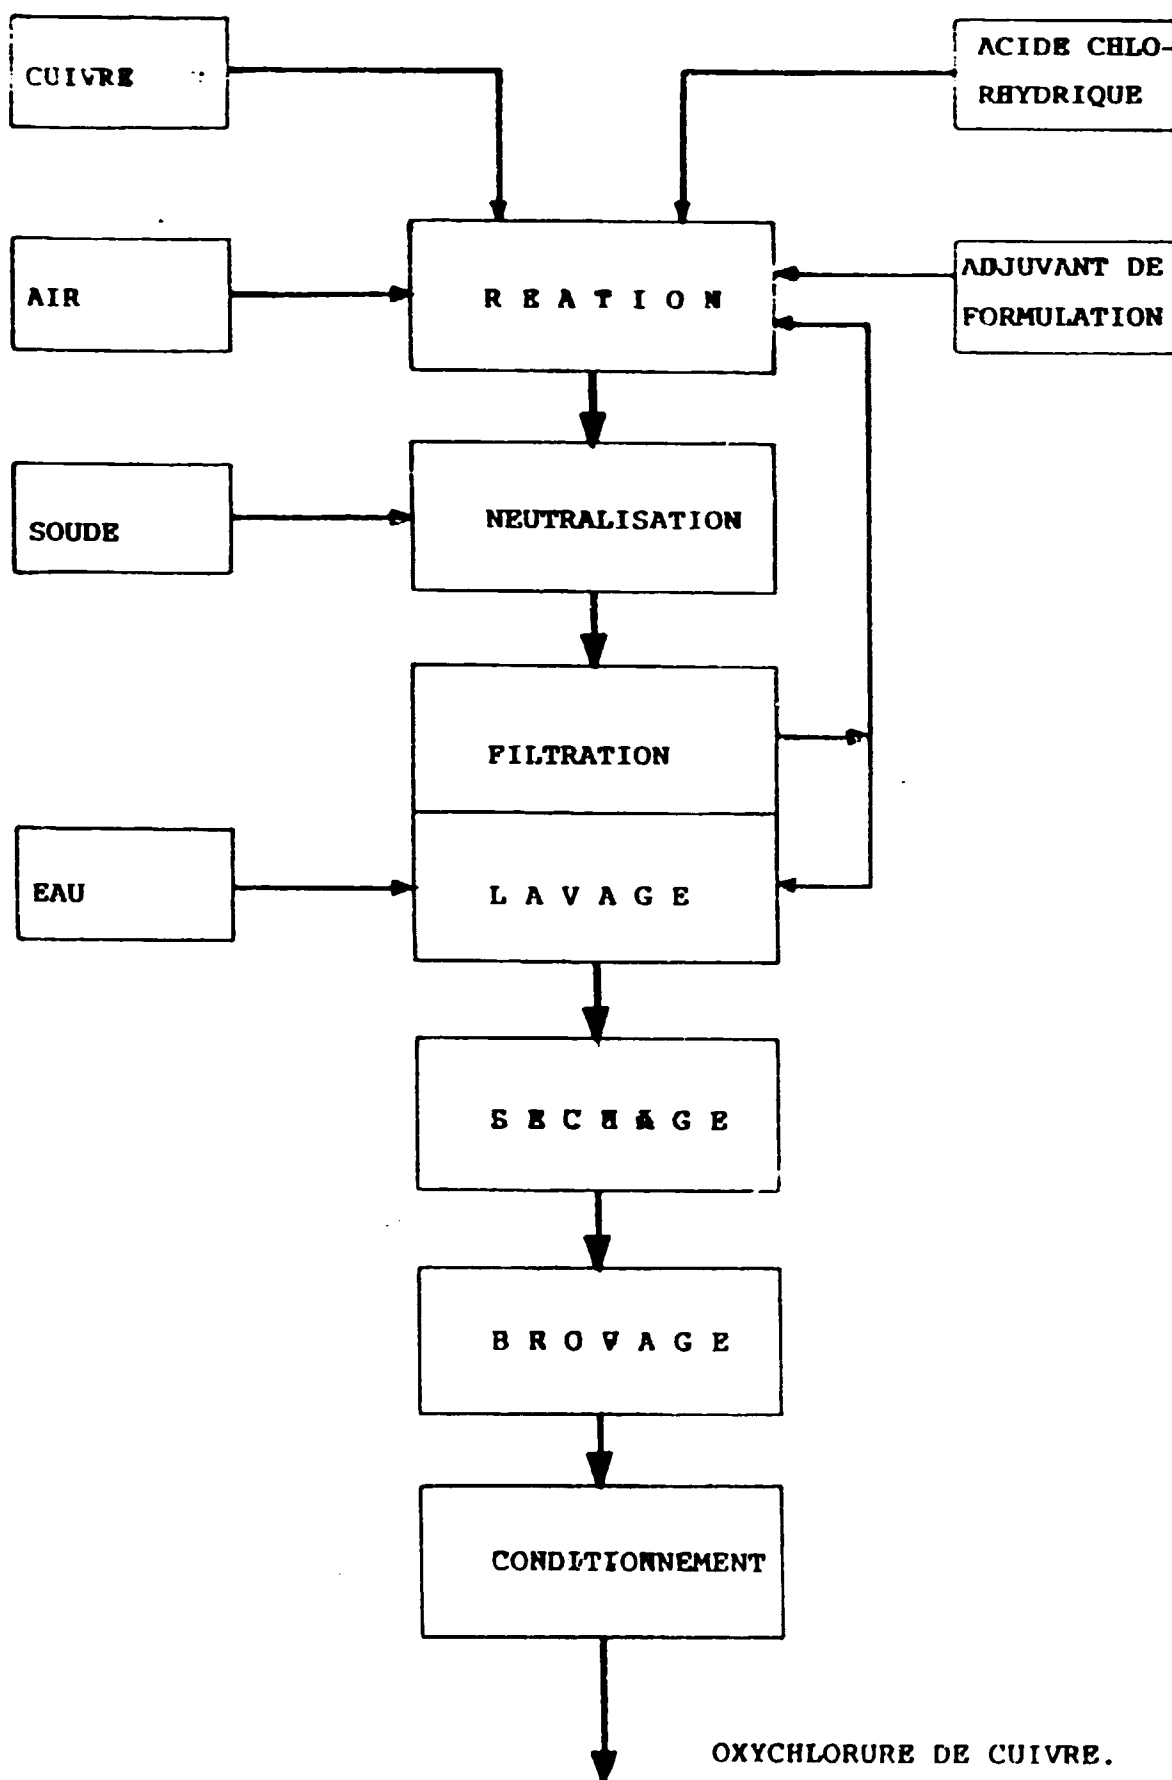 CUIVRE
ACIDE CHLO-
RHYDRIQUE
AIR
R E A T I O N
ADJUVANT DE
FORMULATION
SOUDE
NEUTRALISATION
FILTRATION
EAU
L A V A G E
S E C H A G E
B R O Y A G E
CONDITIONNEMENT
OXYCHLORURE DE CUIVRE.